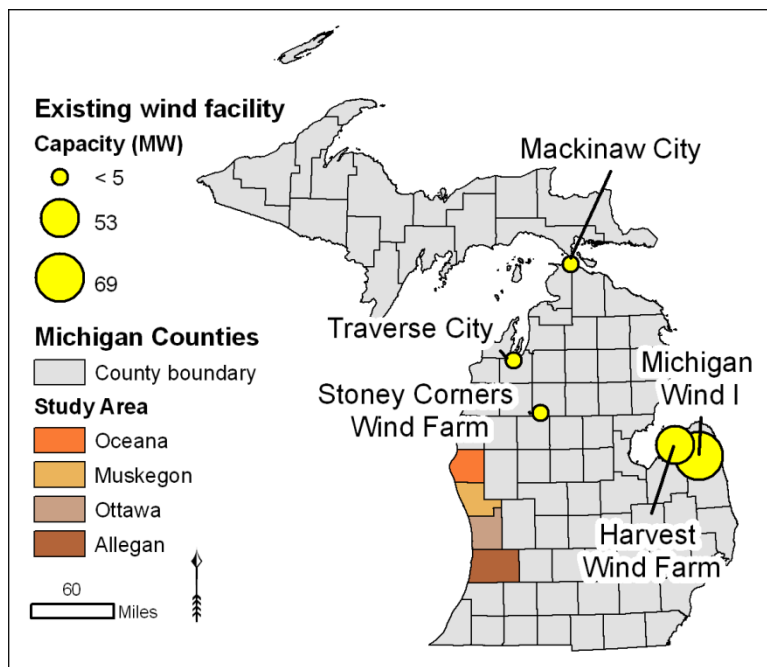 Existing wind facility
Capacity (MW)
< 5
53
69
Michigan Counties
County boundary
Study Area
Oceana
Muskegon
Ottawa
Allegan
60
Miles
Mackinaw City
Traverse City
Stoney Corners
Wind Farm
Michigan
Wind I
Harvest
Wind Farm